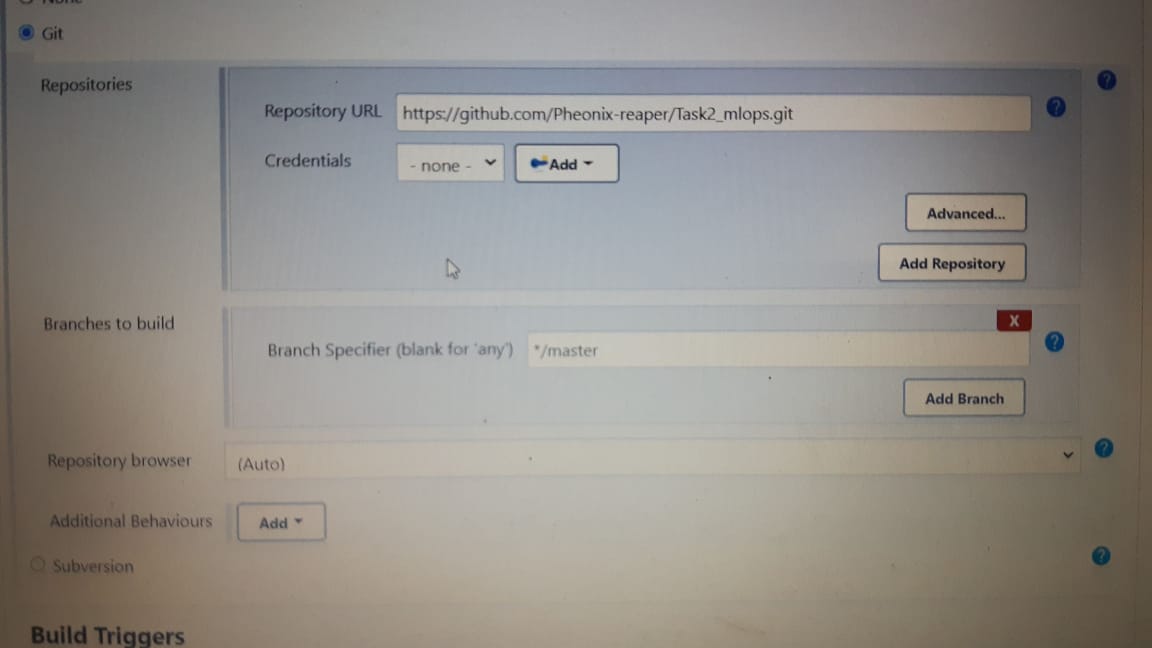 None
Git
Repositories
Repository URL https://github.com/Pheonix-reaper/Task2_mlops.git ?
Credentials - none - Add
Advanced...
Add Repository
Branches to build
X
Branch Specifier (blank for 'any') */master ?
Add Branch
Repository browser (Auto) ?
Additional Behaviours Add
Subversion ?
Build Triggers